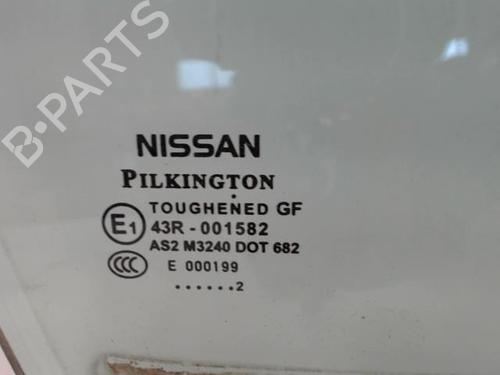 B-PARTS
NISSAN
PILKINGTON
TOUGHENED GF
E1 43R - 001582
AS2 M3240 DOT 682
CCC E 000199
......2